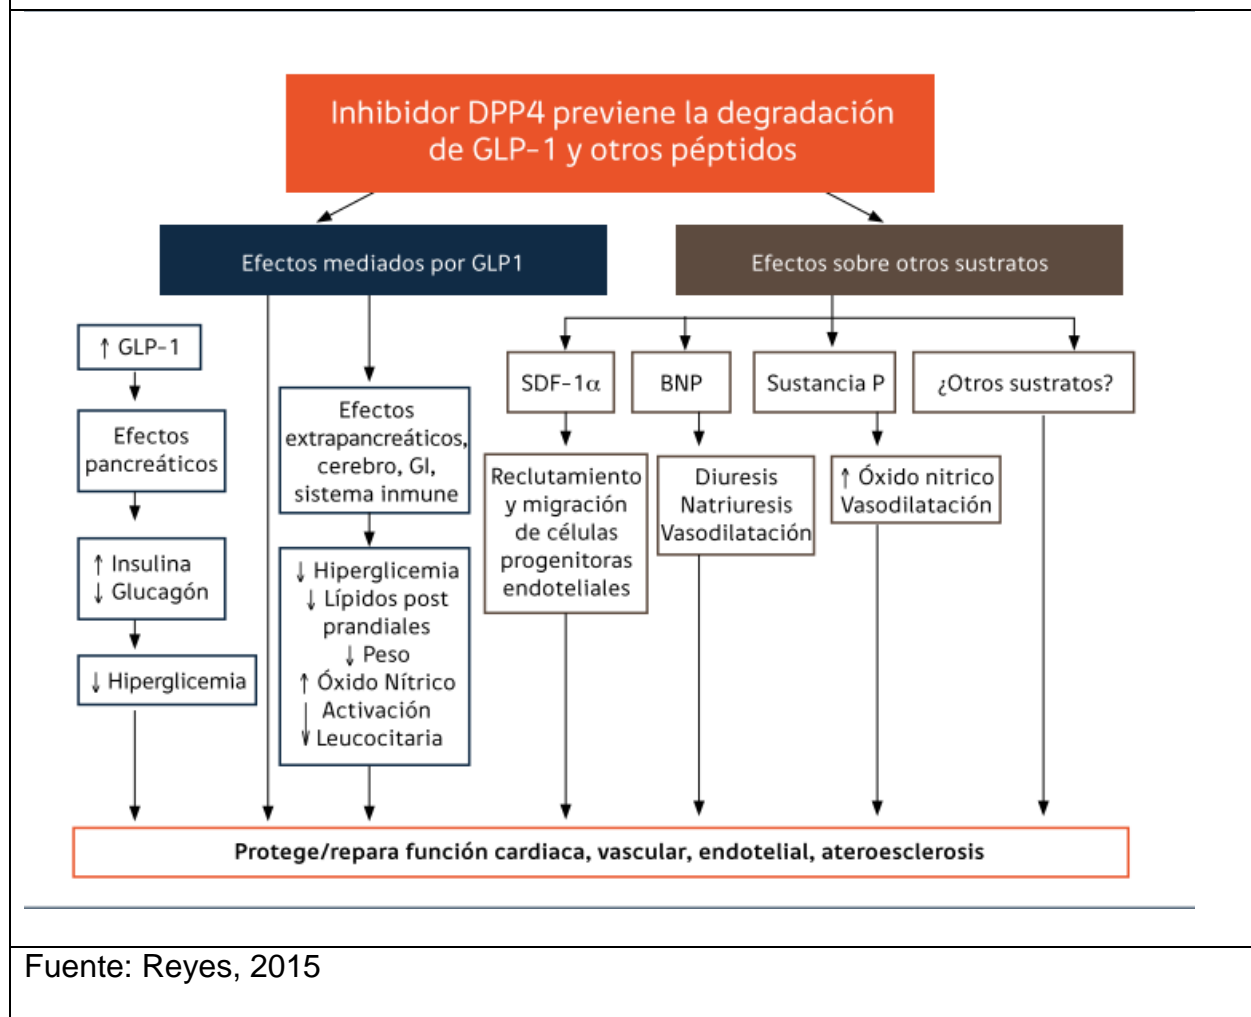 Inhibidor DPP4 previene la degradación
de GLP-1 y otros péptidos
Efectos mediados por GLP1
Efectos sobre otros sustratos
↑ GLP-1
Efectos
pancreáticos
↑ Insulina
↓ Glucagón
↓ Hiperglicemia
Efectos
extrapancreáticos,
cerebro, GI,
sistema inmune
↓ Hiperglicemia
↓ Lípidos post
prandiales
↓ Peso
↑ Óxido Nítrico
↓ Activación
Leucocitaria
SDF-1α
Reclutamiento
y migración
de células
progenitoras
endoteliales
BNP
Diuresis
Natriuresis
Vasodilatación
Sustancia P
↑ Óxido nitrico
Vasodilatación
¿Otros sustratos?
Protege/repara función cardiaca, vascular, endotelial, ateroesclerosis
Fuente: Reyes, 2015